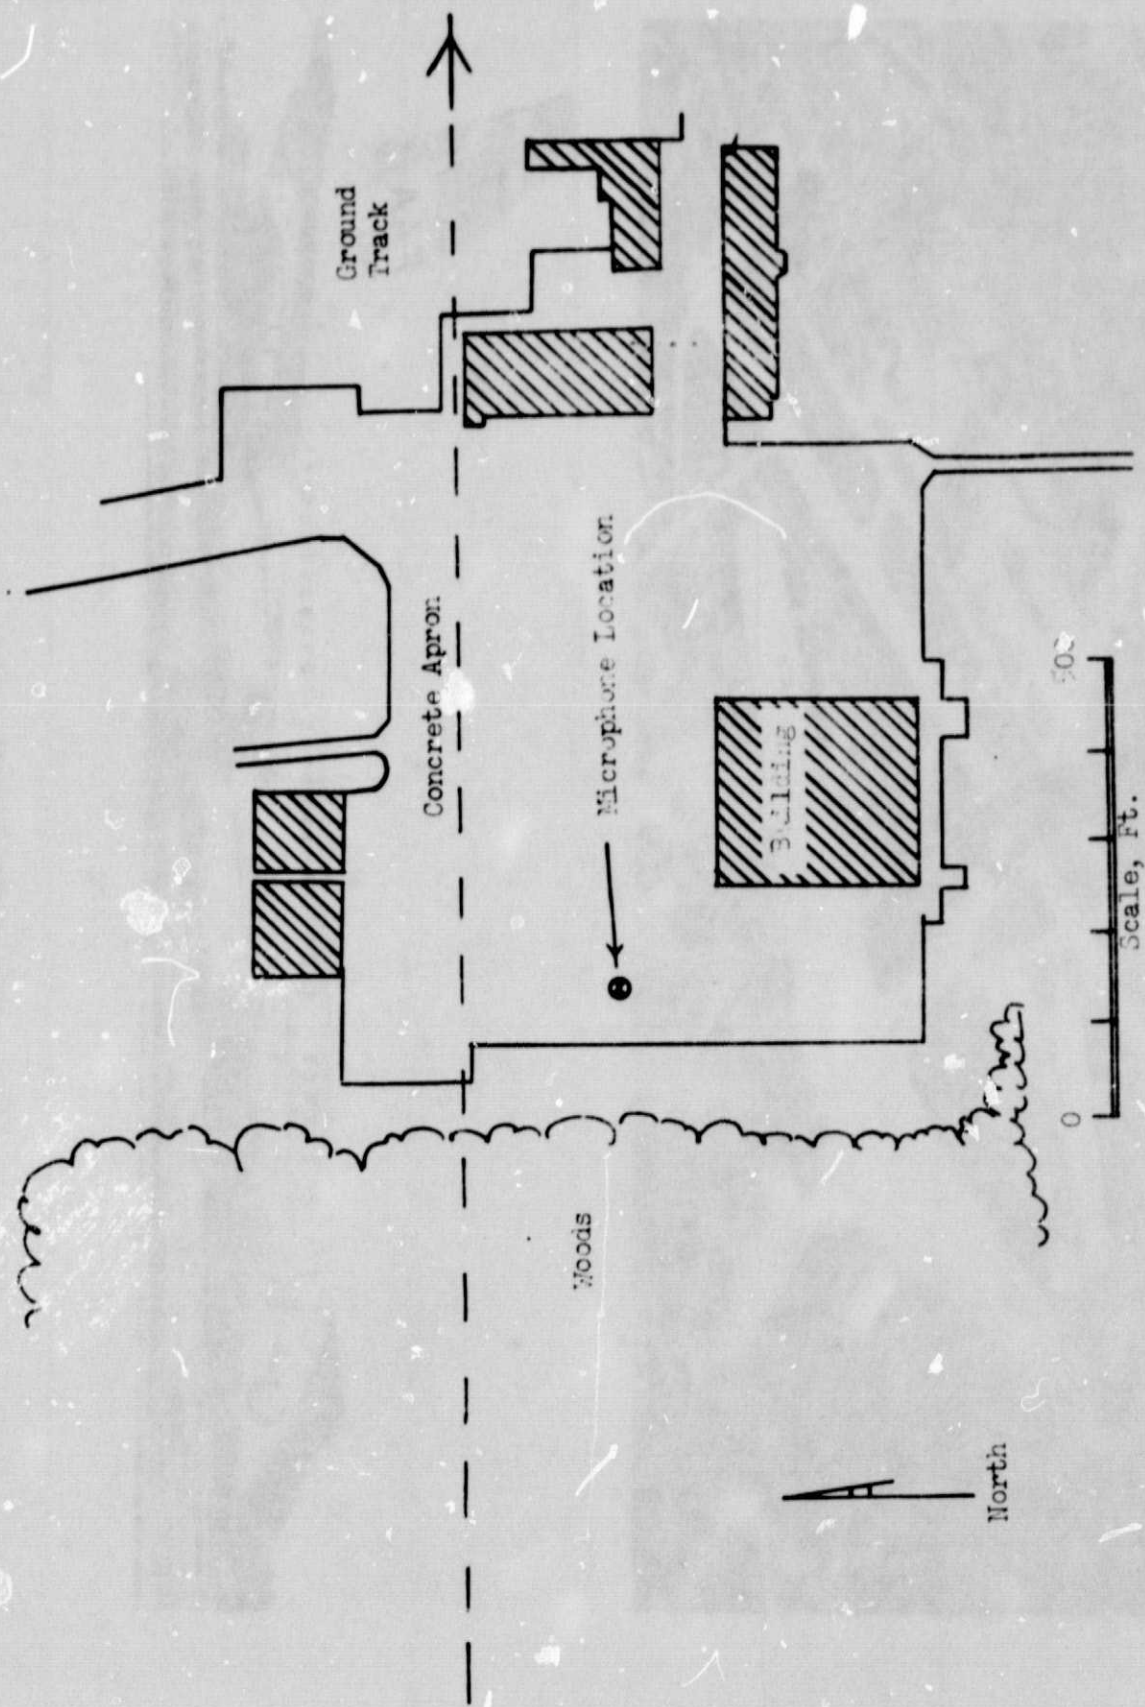 Ground
Track
Concrete Apron
Microphone Location
Building
Woods
North
0
500
Scale, Ft.